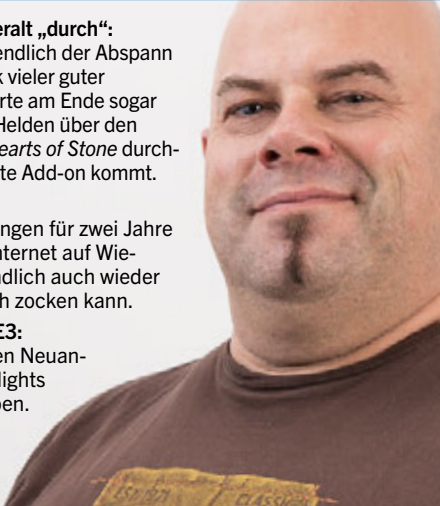 eralt „durch“:
endlich der Abspann
k vieler guter
rte am Ende sogar
Helden über den
earts of Stone durch-
te Add-on kommt.
ngen für zwei Jahre
nternet auf Wie-
ndlich auch wieder
h zocken kann.
E3:
en Neuan-
lights
ben.